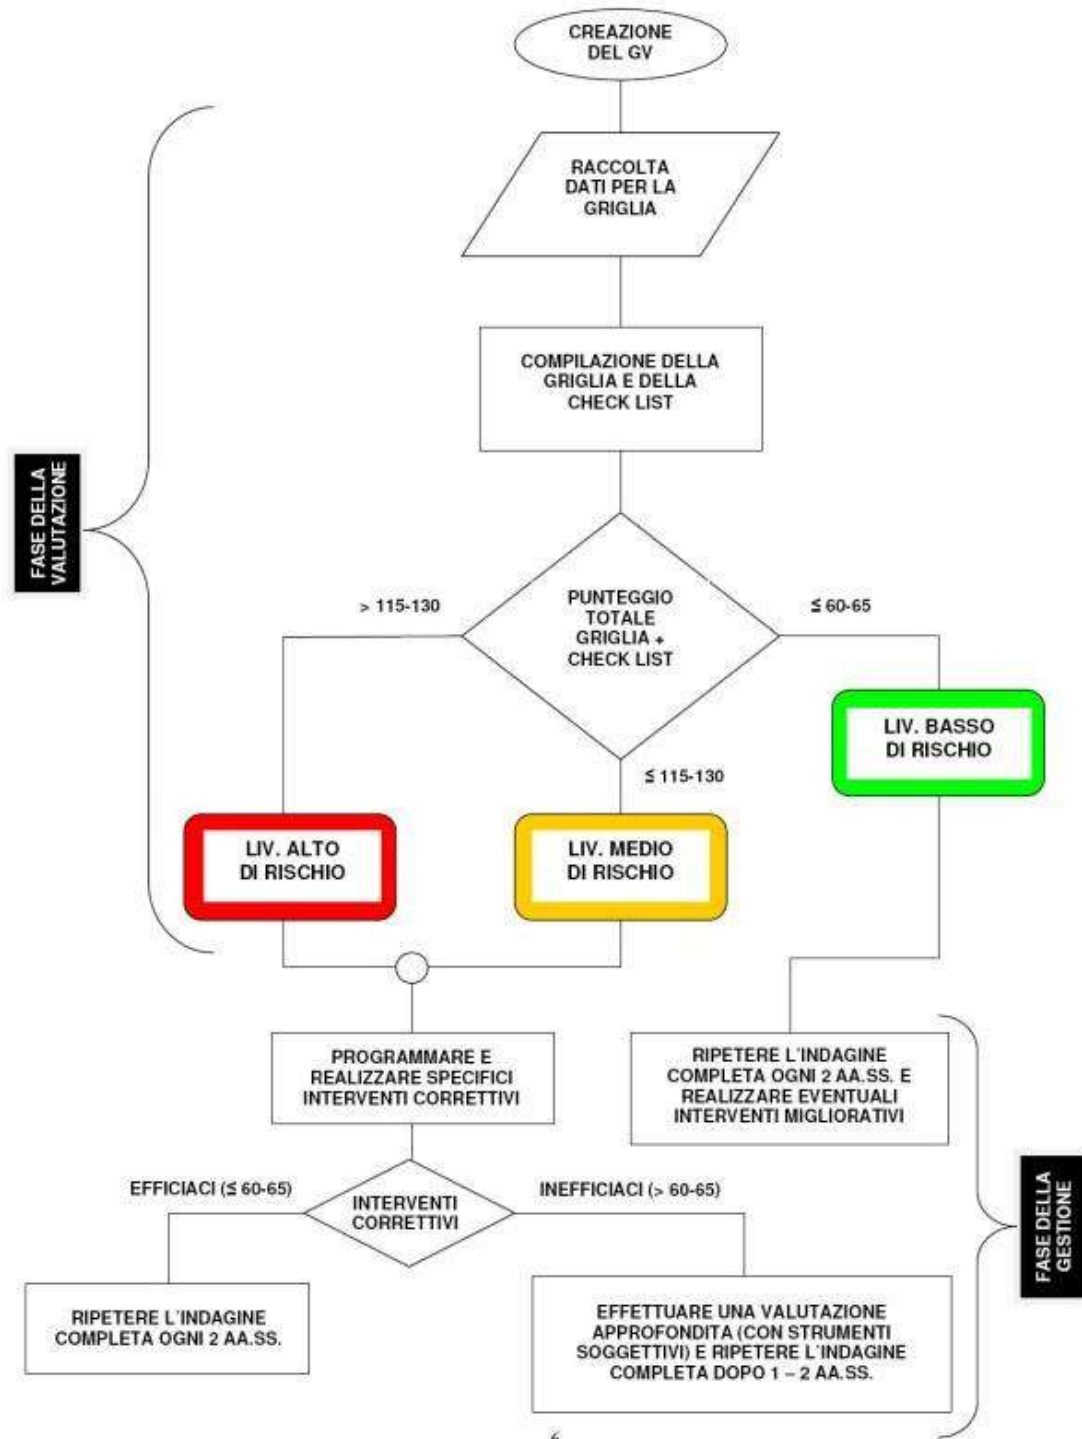 CREAZIONE
DEL GV
RACCOLTA
DATI PER LA
GRIGLIA
COMPILAZIONE DELLA
GRIGLIA E DELLA
CHECK LIST
FASE DELLA
VALUTAZIONE
> 115-130
PUNTEGGIO
TOTALE
GRIGLIA +
CHECK LIST
≤ 60-65
LIV. BASSO
DI RISCHIO
≤ 115-130
LIV. ALTO
DI RISCHIO
LIV. MEDIO
DI RISCHIO
PROGRAMMARE E
REALIZZARE SPECIFICI
INTERVENTI CORRETTIVI
RIPETERE L'INDAGINE
COMPLETA OGNI 2 AA.SS. E
REALIZZARE EVENTUALI
INTERVENTI MIGLIORATIVI
EFFICIACI (≤ 60-65)
INTERVENTI
CORRETTIVI
INEFFICIACI (> 60-65)
FASE DELLA
GESTIONE
RIPETERE L'INDAGINE
COMPLETA OGNI 2 AA.SS.
EFFETTUARE UNA VALUTAZIONE
APPROFONDITA (CON STRUMENTI
SOGGETTIVI) E RIPETERE L'INDAGINE
COMPLETA DOPO 1 – 2 AA.SS.